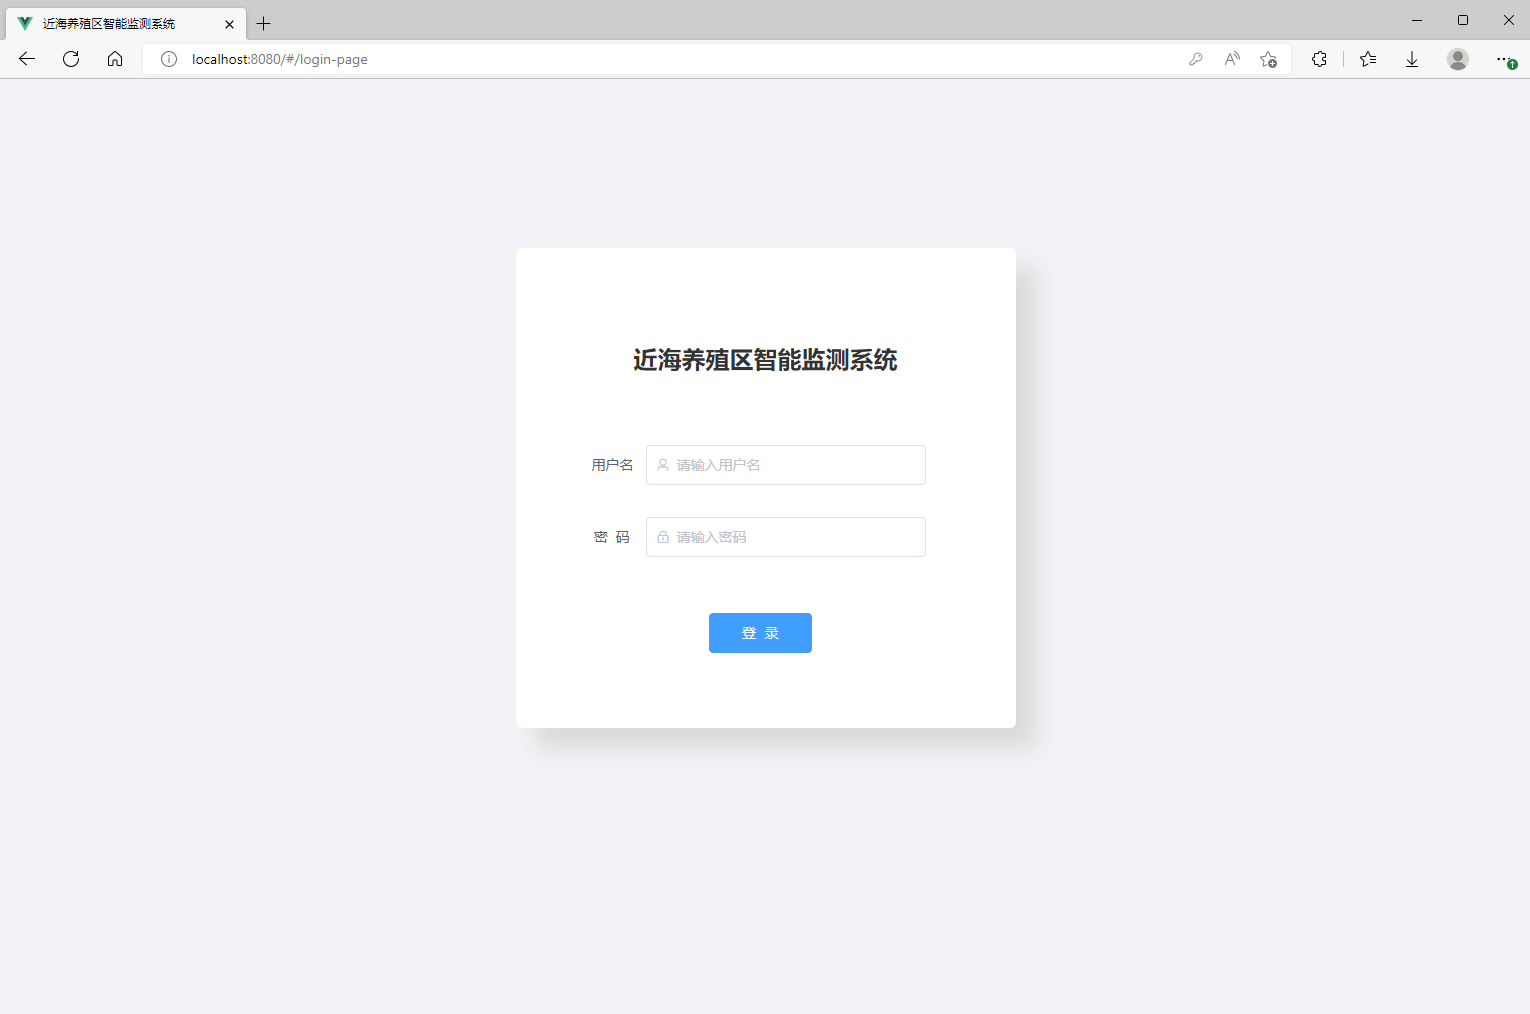 近海养殖区智能监测系统
localhost:8080/#/login-page
近海养殖区智能监测系统
用户名 请输入用户名
密 码 请输入密码
登 录